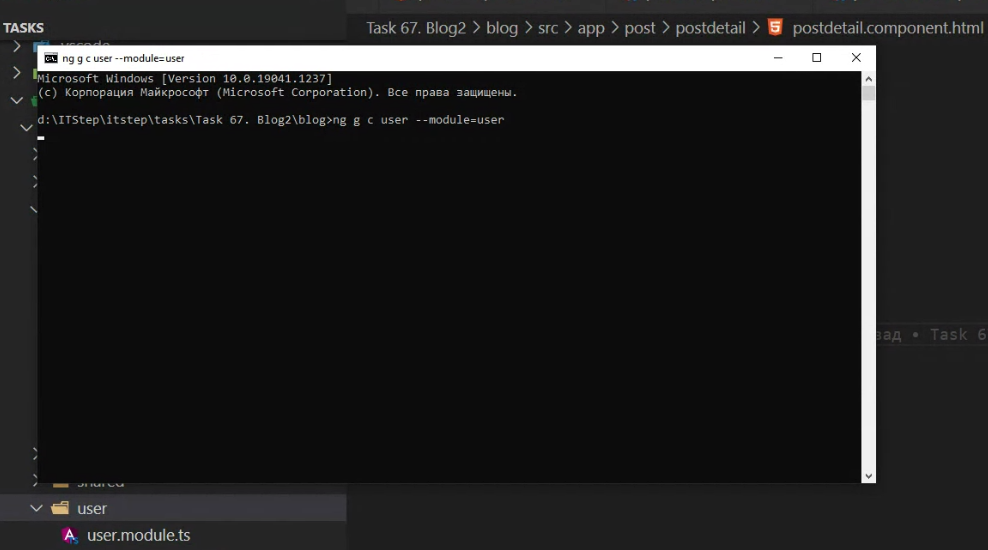 TASKS
Task 67. Blog2 > blog > src > app > post > postdetail > postdetail.component.html
.vscode
ng g c user --module=user
Microsoft Windows [Version 10.0.19041.1237]
(c) Корпорация Майкрософт (Microsoft Corporation). Все права защищены.
d:\ITStep\itstep\tasks\Task 67. Blog2\blog>ng g c user --module=user
зад • Task 6
shared
user
user.module.ts